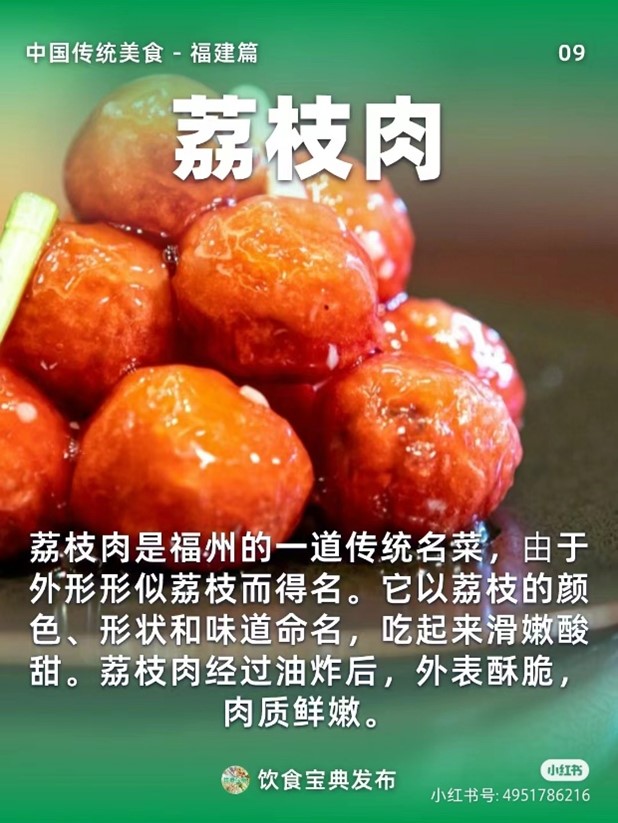 中国传统美食 - 福建篇
09
荔枝肉
荔枝肉是福州的一道传统名菜，由于
外形形似荔枝而得名。它以荔枝的颜
色、形状和味道命名，吃起来滑嫩酸
甜。荔枝肉经过油炸后，外表酥脆，
肉质鲜嫩。
饮食宝典发布
小红书
小红书号: 4951786216